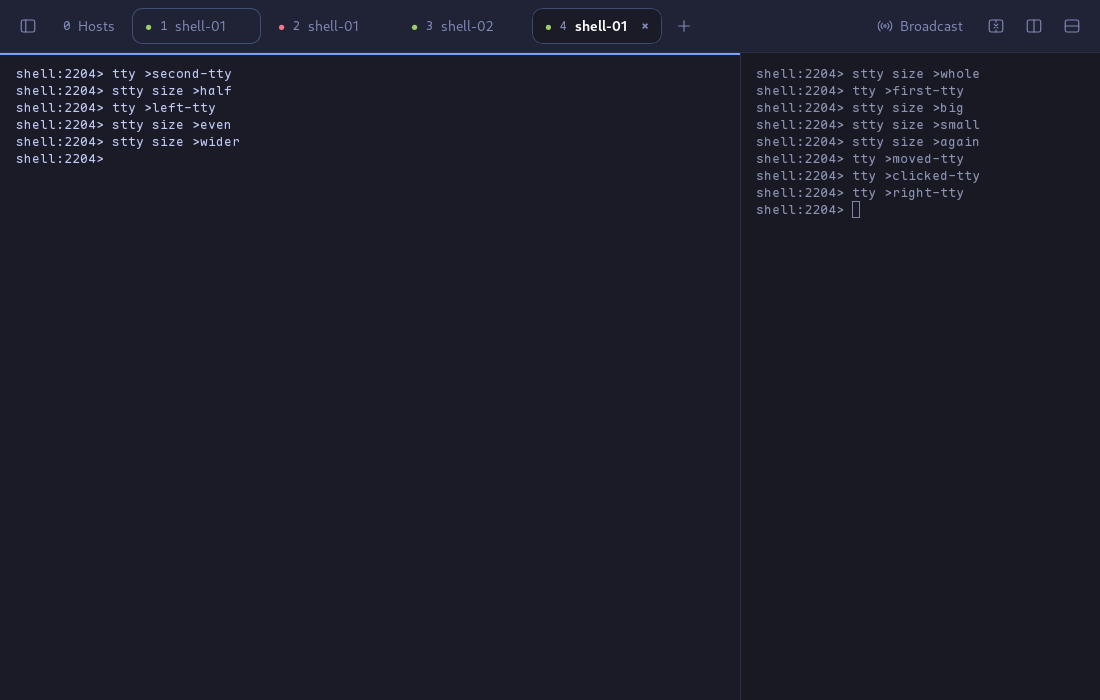 0 Hosts
1 shell-01
2 shell-01
3 shell-02
4 shell-01 ×
Broadcast
shell:2204> tty >second-tty
shell:2204> stty size >half
shell:2204> tty >left-tty
shell:2204> stty size >even
shell:2204> stty size >wider
shell:2204>
shell:2204> stty size >whole
shell:2204> tty >first-tty
shell:2204> stty size >big
shell:2204> stty size >small
shell:2204> stty size >again
shell:2204> tty >moved-tty
shell:2204> tty >clicked-tty
shell:2204> tty >right-tty
shell:2204>